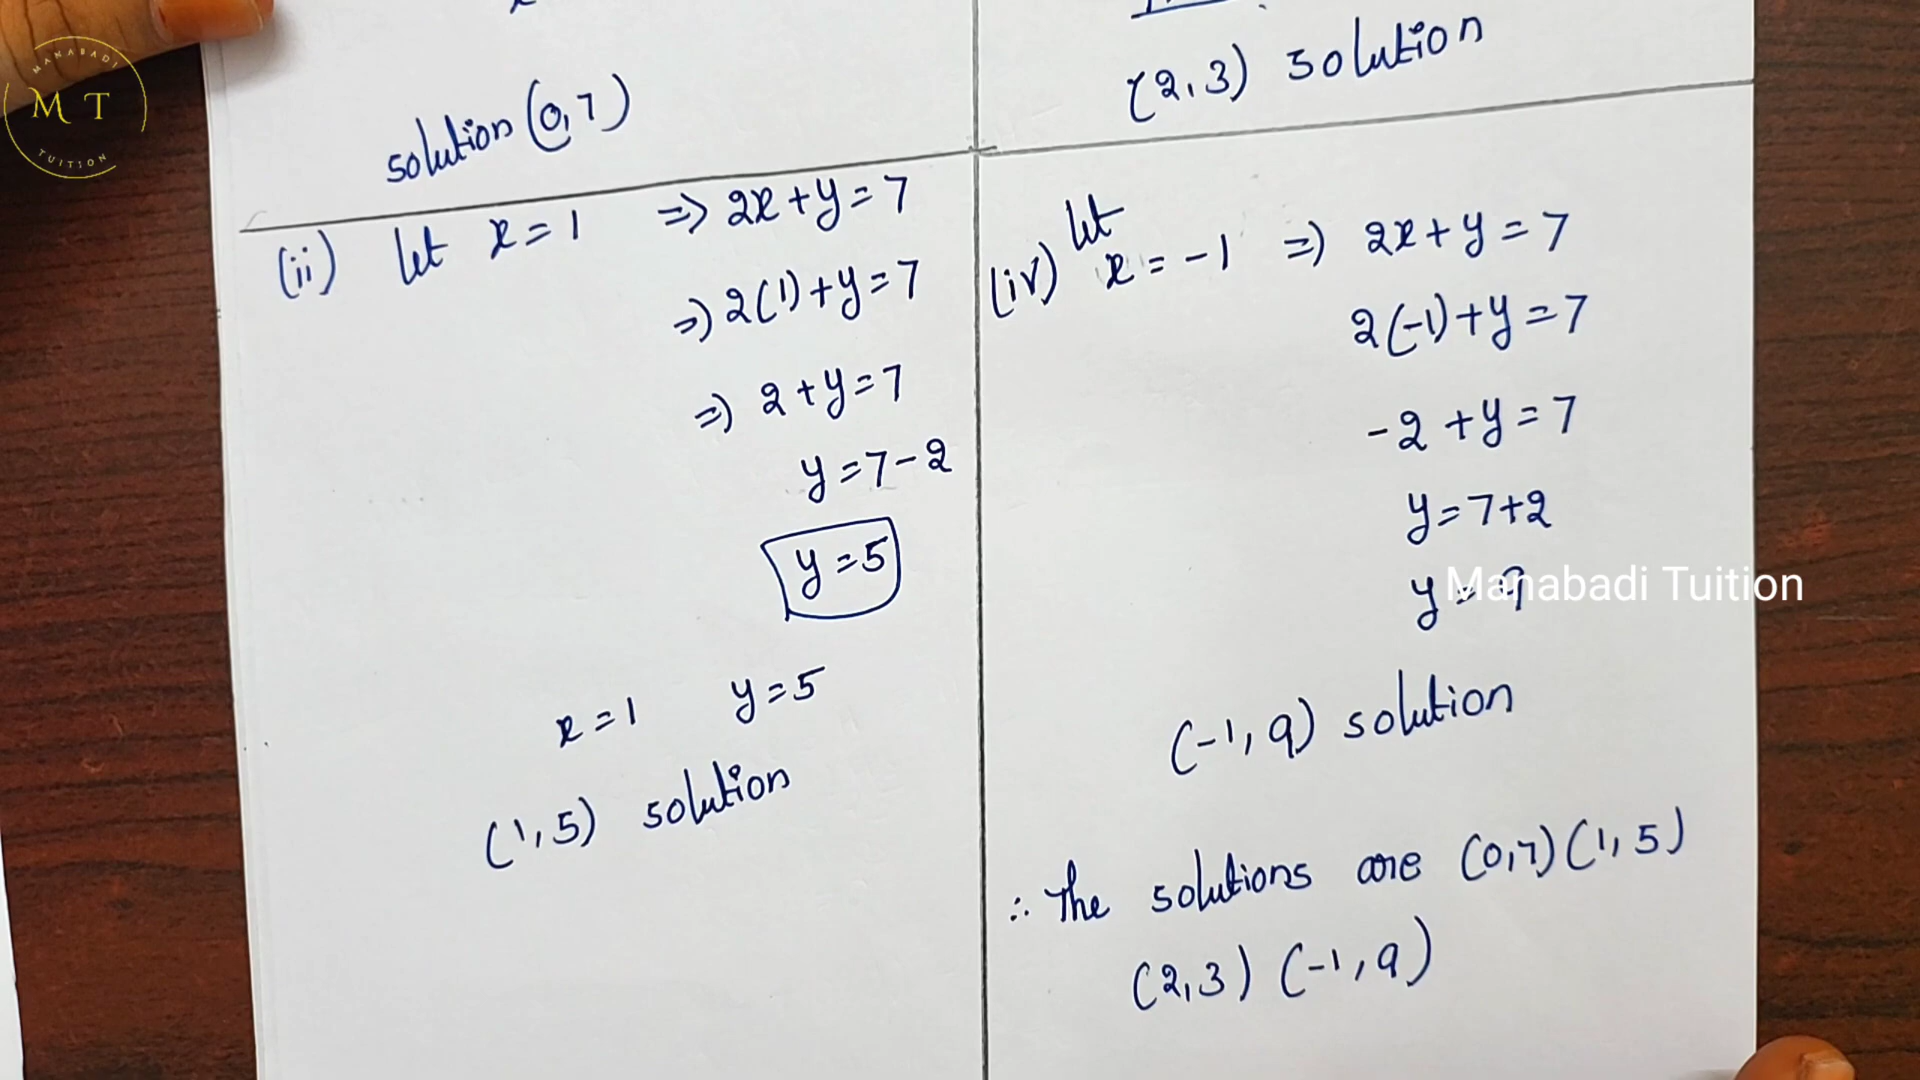 MANABADI
M T
TUITION
solution (0,7)
(ii) let x=1 => 2x+y=7
=> 2(1)+y=7
=> 2+y=7
y=7-2
y=5
x=1 y=5
(1,5) solution
(2,3) solution
(iv) let x=-1 => 2x+y=7
2(-1)+y=7
-2+y=7
y=7+2
y=9
Manabadi Tuition
(-1,9) solution
∴ The solutions are (0,7)(1,5)
(2,3) (-1,9)